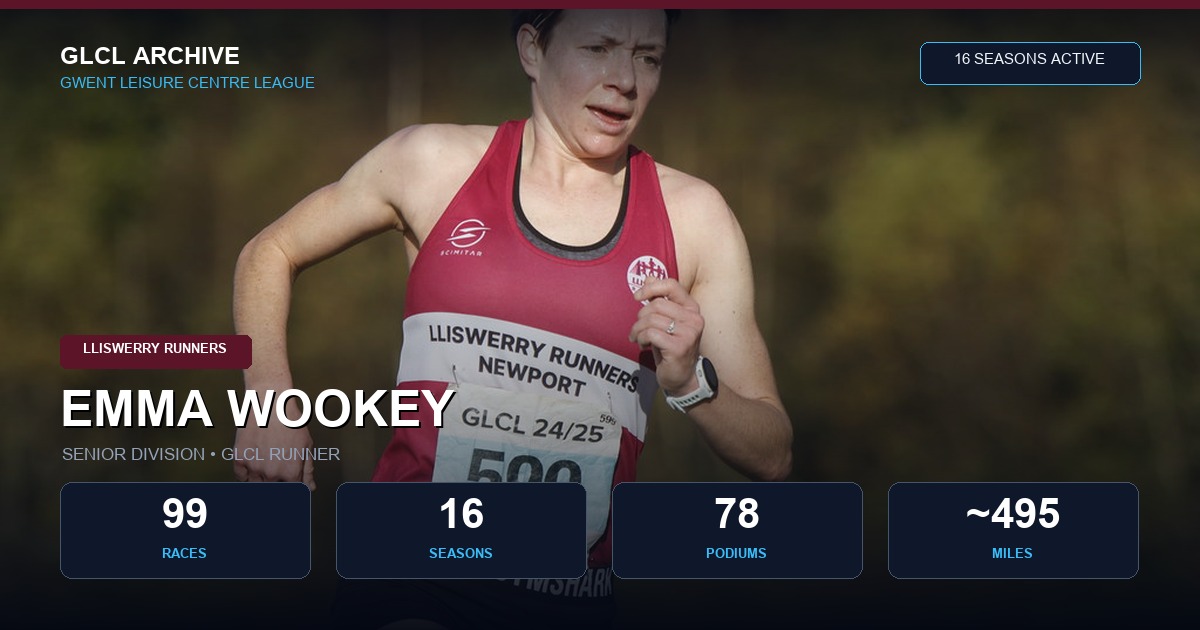 GLCL ARCHIVE
GWENT LEISURE CENTRE LEAGUE
16 SEASONS ACTIVE
SCIMITAR
LLISWERRY RUNNERS
NEWPORT
LLISWERRY RUNNERS
EMMA WOOKEY
GLCL 24/25
SENIOR DIVISION • GLCL RUNNER
99
RACES
16
SEASONS
78
PODIUMS
~495
MILES